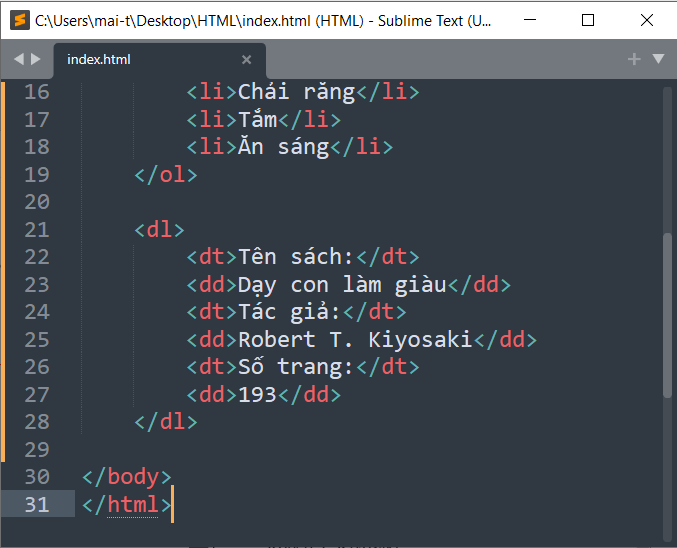 C:\Users\mai-t\Desktop\HTML\index.html (HTML) - Sublime Text (U...
index.html
16 <li>Chải răng</li>
17 <li>Tắm</li>
18 <li>Ăn sáng</li>
19 </ol>
20
21 <dl>
22 <dt>Tên sách:</dt>
23 <dd>Dạy con làm giàu</dd>
24 <dt>Tác giả:</dt>
25 <dd>Robert T. Kiyosaki</dd>
26 <dt>Số trang:</dt>
27 <dd>193</dd>
28 </dl>
29
30 </body>
31 </html>